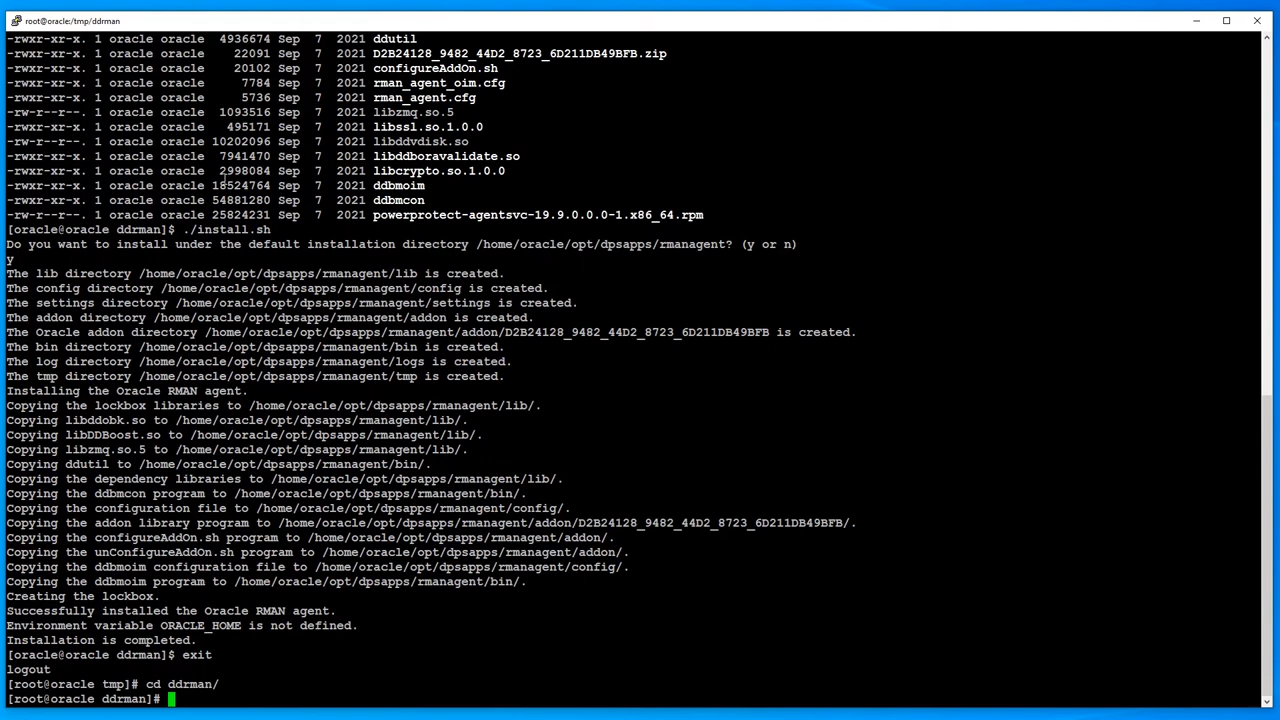 root@oracle:/tmp/ddrman
-rwxr-xr-x. 1 oracle oracle  4936674 Sep  7  2021 ddutil
-rwxr-xr-x. 1 oracle oracle    22091 Sep  7  2021 D2B24128_9482_44D2_8723_6D211DB49BFB.zip
-rwxr-xr-x. 1 oracle oracle    20102 Sep  7  2021 configureAddOn.sh
-rwxr-xr-x. 1 oracle oracle     7784 Sep  7  2021 rman_agent_oim.cfg
-rwxr-xr-x. 1 oracle oracle     5736 Sep  7  2021 rman_agent.cfg
-rw-r--r--. 1 oracle oracle  1093516 Sep  7  2021 libzmq.so.5
-rwxr-xr-x. 1 oracle oracle   495171 Sep  7  2021 libssl.so.1.0.0
-rw-r--r--. 1 oracle oracle 10202096 Sep  7  2021 libddvdisk.so
-rwxr-xr-x. 1 oracle oracle  7941470 Sep  7  2021 libddboravalidate.so
-rwxr-xr-x. 1 oracle oracle  2998084 Sep  7  2021 libcrypto.so.1.0.0
-rwxr-xr-x. 1 oracle oracle 18524764 Sep  7  2021 ddbmoim
-rwxr-xr-x. 1 oracle oracle 54881280 Sep  7  2021 ddbmcon
-rw-r--r--. 1 oracle oracle 25824231 Sep  7  2021 powerprotect-agentsvc-19.9.0.0.0-1.x86_64.rpm
[oracle@oracle ddrman]$ ./install.sh
Do you want to install under the default installation directory /home/oracle/opt/dpsapps/rmanagent? (y or n)
y
The lib directory /home/oracle/opt/dpsapps/rmanagent/lib is created.
The config directory /home/oracle/opt/dpsapps/rmanagent/config is created.
The settings directory /home/oracle/opt/dpsapps/rmanagent/settings is created.
The addon directory /home/oracle/opt/dpsapps/rmanagent/addon is created.
The Oracle addon directory /home/oracle/opt/dpsapps/rmanagent/addon/D2B24128_9482_44D2_8723_6D211DB49BFB is created.
The bin directory /home/oracle/opt/dpsapps/rmanagent/bin is created.
The log directory /home/oracle/opt/dpsapps/rmanagent/logs is created.
The tmp directory /home/oracle/opt/dpsapps/rmanagent/tmp is created.
Installing the Oracle RMAN agent.
Copying the lockbox libraries to /home/oracle/opt/dpsapps/rmanagent/lib/.
Copying libddobk.so to /home/oracle/opt/dpsapps/rmanagent/lib/.
Copying libDDBoost.so to /home/oracle/opt/dpsapps/rmanagent/lib/.
Copying libzmq.so.5 to /home/oracle/opt/dpsapps/rmanagent/lib/.
Copying ddutil to /home/oracle/opt/dpsapps/rmanagent/bin/.
Copying the dependency libraries to /home/oracle/opt/dpsapps/rmanagent/lib/.
Copying the ddbmcon program to /home/oracle/opt/dpsapps/rmanagent/bin/.
Copying the configuration file to /home/oracle/opt/dpsapps/rmanagent/config/.
Copying the addon library program to /home/oracle/opt/dpsapps/rmanagent/addon/D2B24128_9482_44D2_8723_6D211DB49BFB/.
Copying the configureAddOn.sh program to /home/oracle/opt/dpsapps/rmanagent/addon/.
Copying the unConfigureAddOn.sh program to /home/oracle/opt/dpsapps/rmanagent/addon/.
Copying the ddbmoim configuration file to /home/oracle/opt/dpsapps/rmanagent/config/.
Copying the ddbmoim program to /home/oracle/opt/dpsapps/rmanagent/bin/.
Creating the lockbox.
Successfully installed the Oracle RMAN agent.
Environment variable ORACLE_HOME is not defined.
Installation is completed.
[oracle@oracle ddrman]$ exit
logout
[root@oracle tmp]# cd ddrman/
[root@oracle ddrman]#